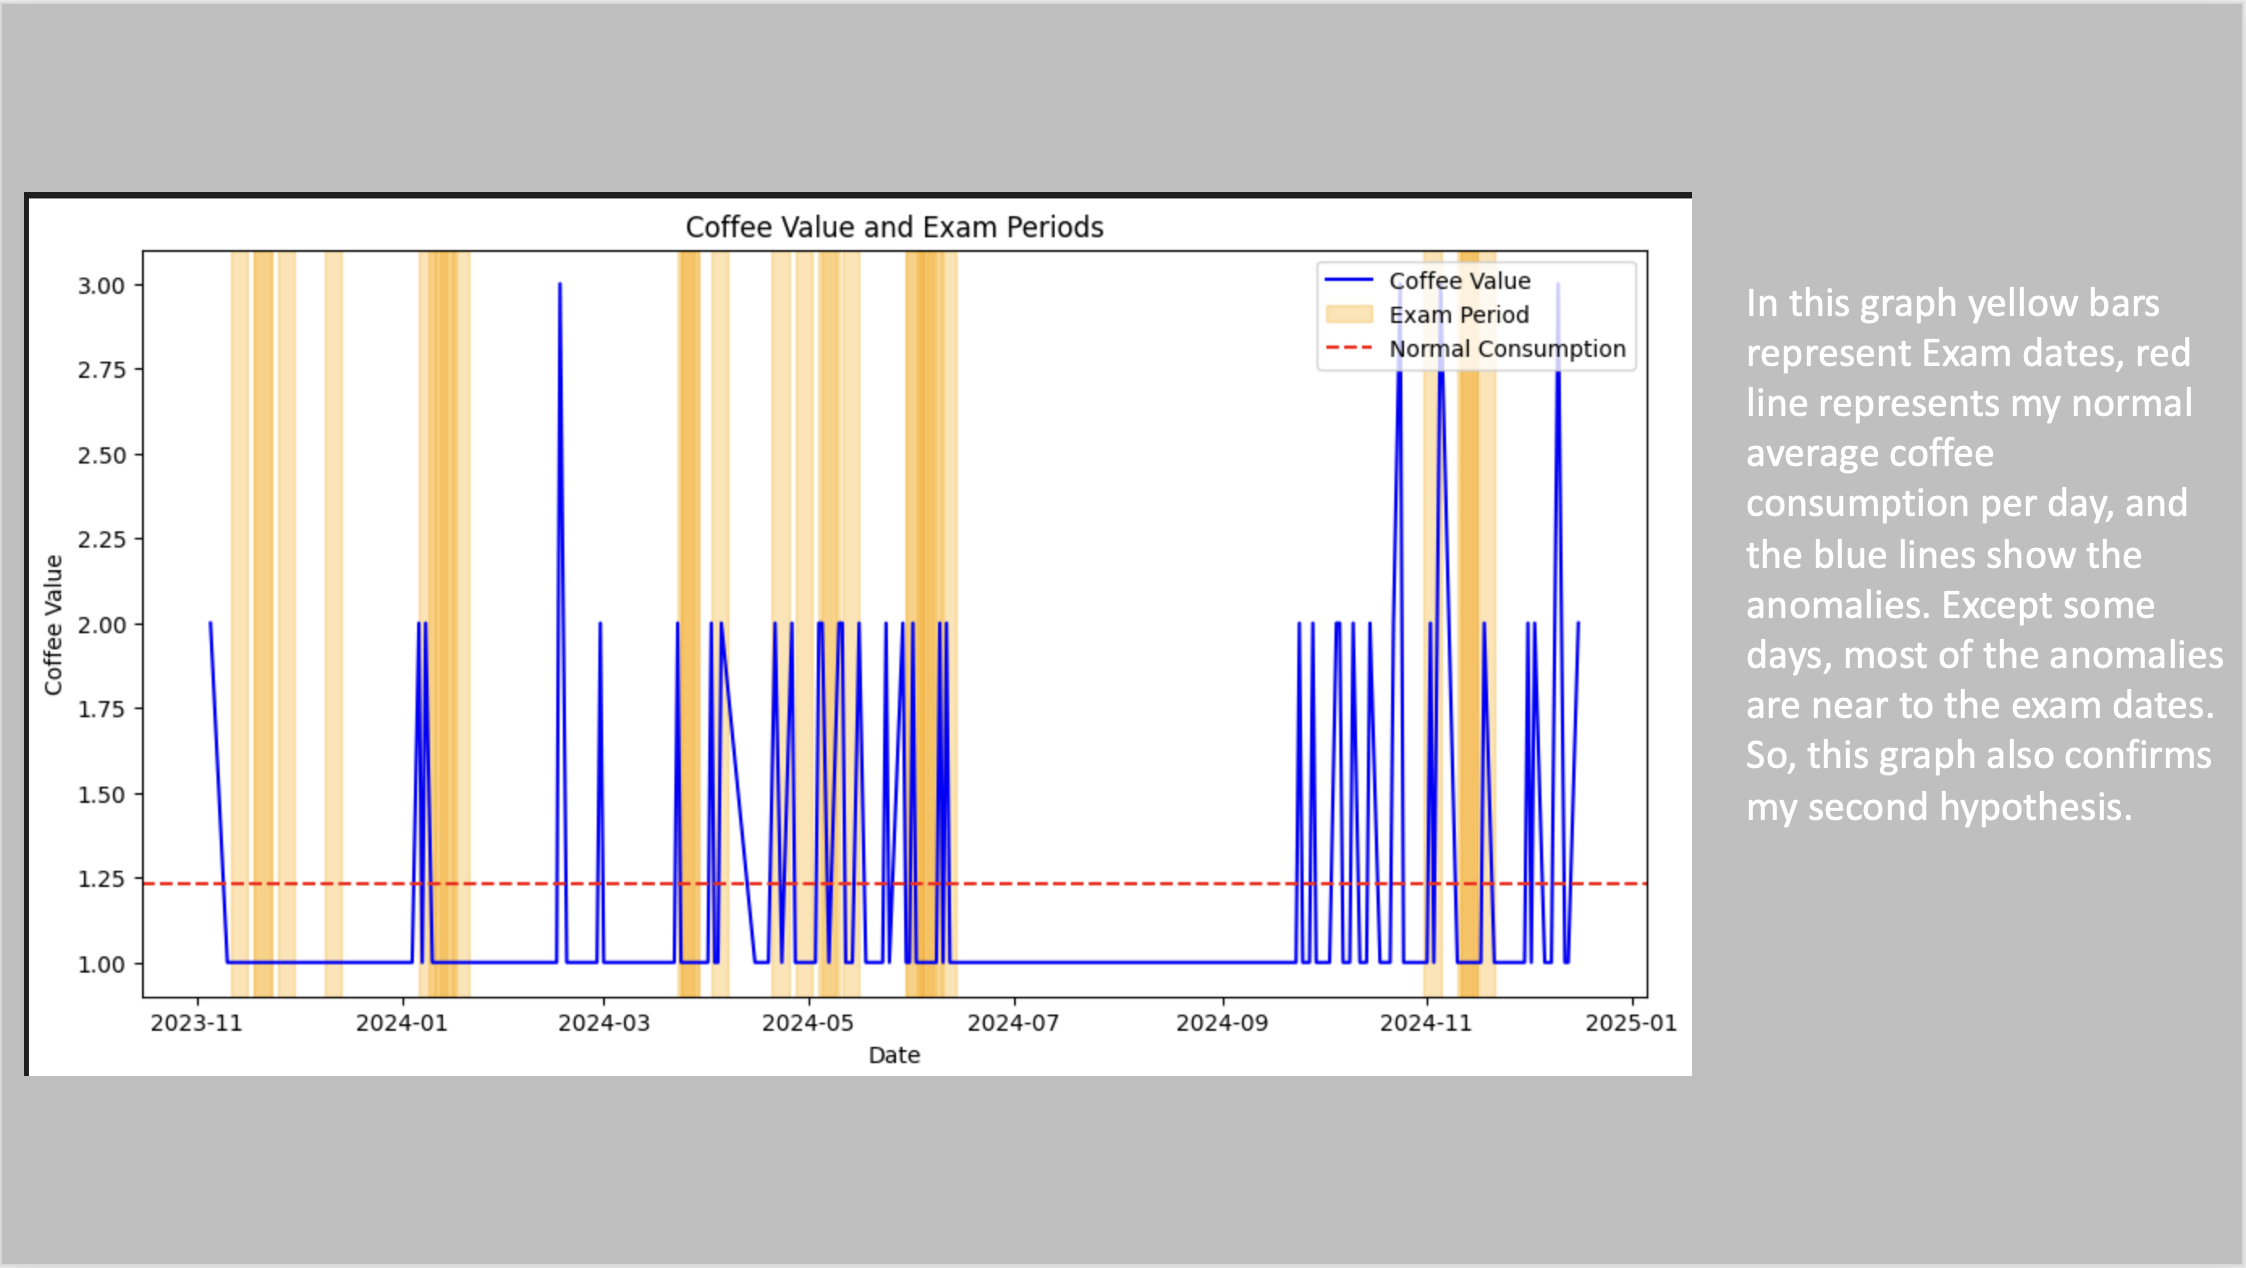 Coffee Value and Exam Periods
3.00
2.75
2.50
2.25
2.00
1.75
1.50
1.25
1.00
Coffee Value
Coffee Value
Exam Period
Normal Consumption
2023-11
2024-01
2024-03
2024-05
2024-07
2024-09
2024-11
2025-01
Date
In this graph yellow bars
represent Exam dates, red
line represents my normal
average coffee
consumption per day, and
the blue lines show the
anomalies. Except some
days, most of the anomalies
are near to the exam dates.
So, this graph also confirms
my second hypothesis.